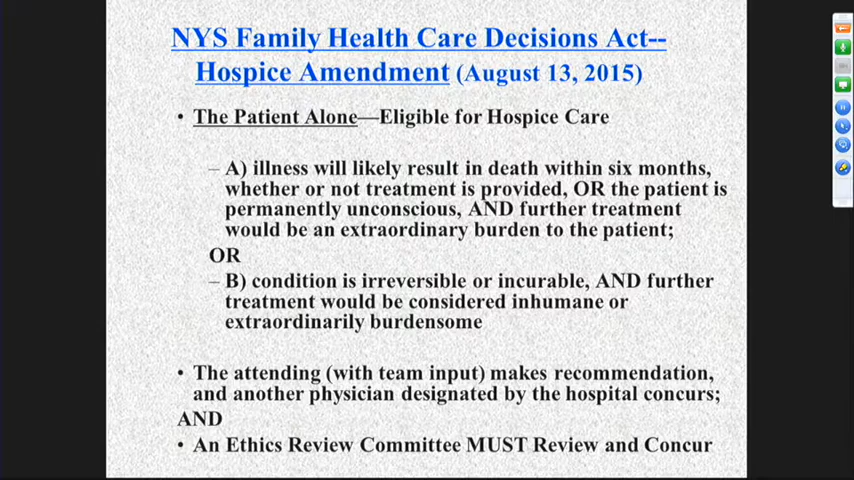 NYS Family Health Care Decisions Act--
Hospice Amendment (August 13, 2015)
• The Patient Alone—Eligible for Hospice Care
– A) illness will likely result in death within six months,
whether or not treatment is provided, OR the patient is
permanently unconscious, AND further treatment
would be an extraordinary burden to the patient;
OR
– B) condition is irreversible or incurable, AND further
treatment would be considered inhumane or
extraordinarily burdensome
• The attending (with team input) makes recommendation,
and another physician designated by the hospital concurs;
AND
• An Ethics Review Committee MUST Review and Concur